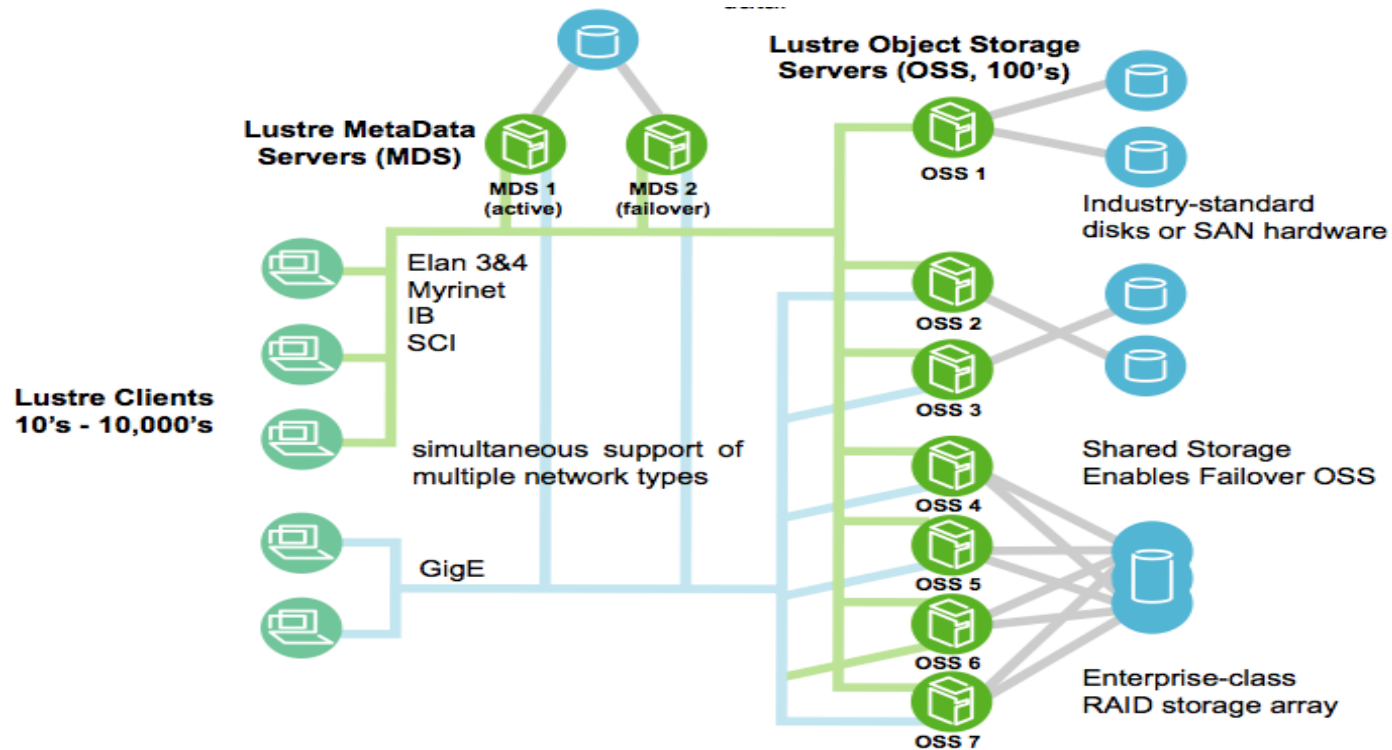 Lustre Object Storage
Servers (OSS, 100's)
Lustre MetaData
Servers (MDS)
MDS 1
(active)
MDS 2
(failover)
OSS 1
Industry-standard
disks or SAN hardware
Elan 3&4
Myrinet
IB
SCI
OSS 2
OSS 3
Lustre Clients
10's - 10,000's
simultaneous support of
multiple network types
Shared Storage
Enables Failover OSS
OSS 4
GigE
OSS 5
OSS 6
Enterprise-class
RAID storage array
OSS 7